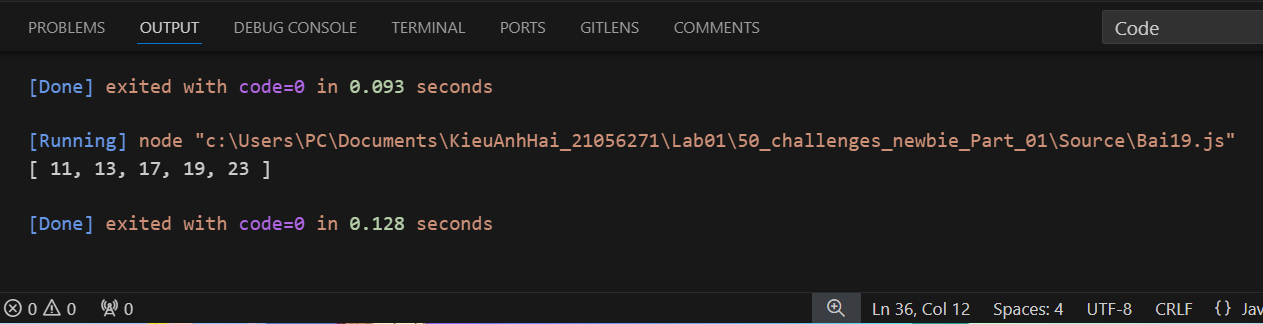 PROBLEMS OUTPUT DEBUG CONSOLE TERMINAL PORTS GITLENS COMMENTS Code
[Done] exited with code=0 in 0.093 seconds
[Running] node "c:\Users\PC\Documents\KieuAnhHai_21056271\Lab01\50_challenges_newbie_Part_01\Source\Bai19.js"
[ 11, 13, 17, 19, 23 ]
[Done] exited with code=0 in 0.128 seconds
0 0 0 Ln 36, Col 12 Spaces: 4 UTF-8 CRLF {} Jav